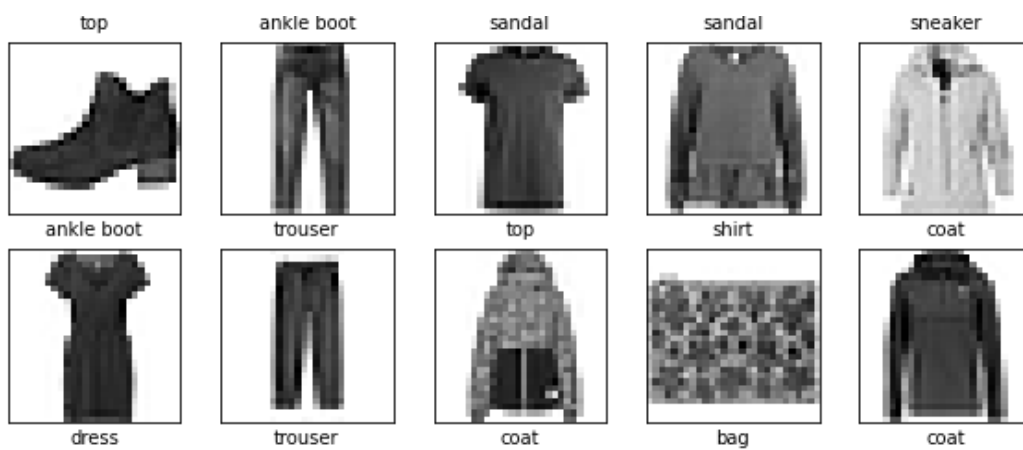 top ankle boot sandal sandal sneaker
ankle boot trouser top shirt coat
dress trouser coat bag coat